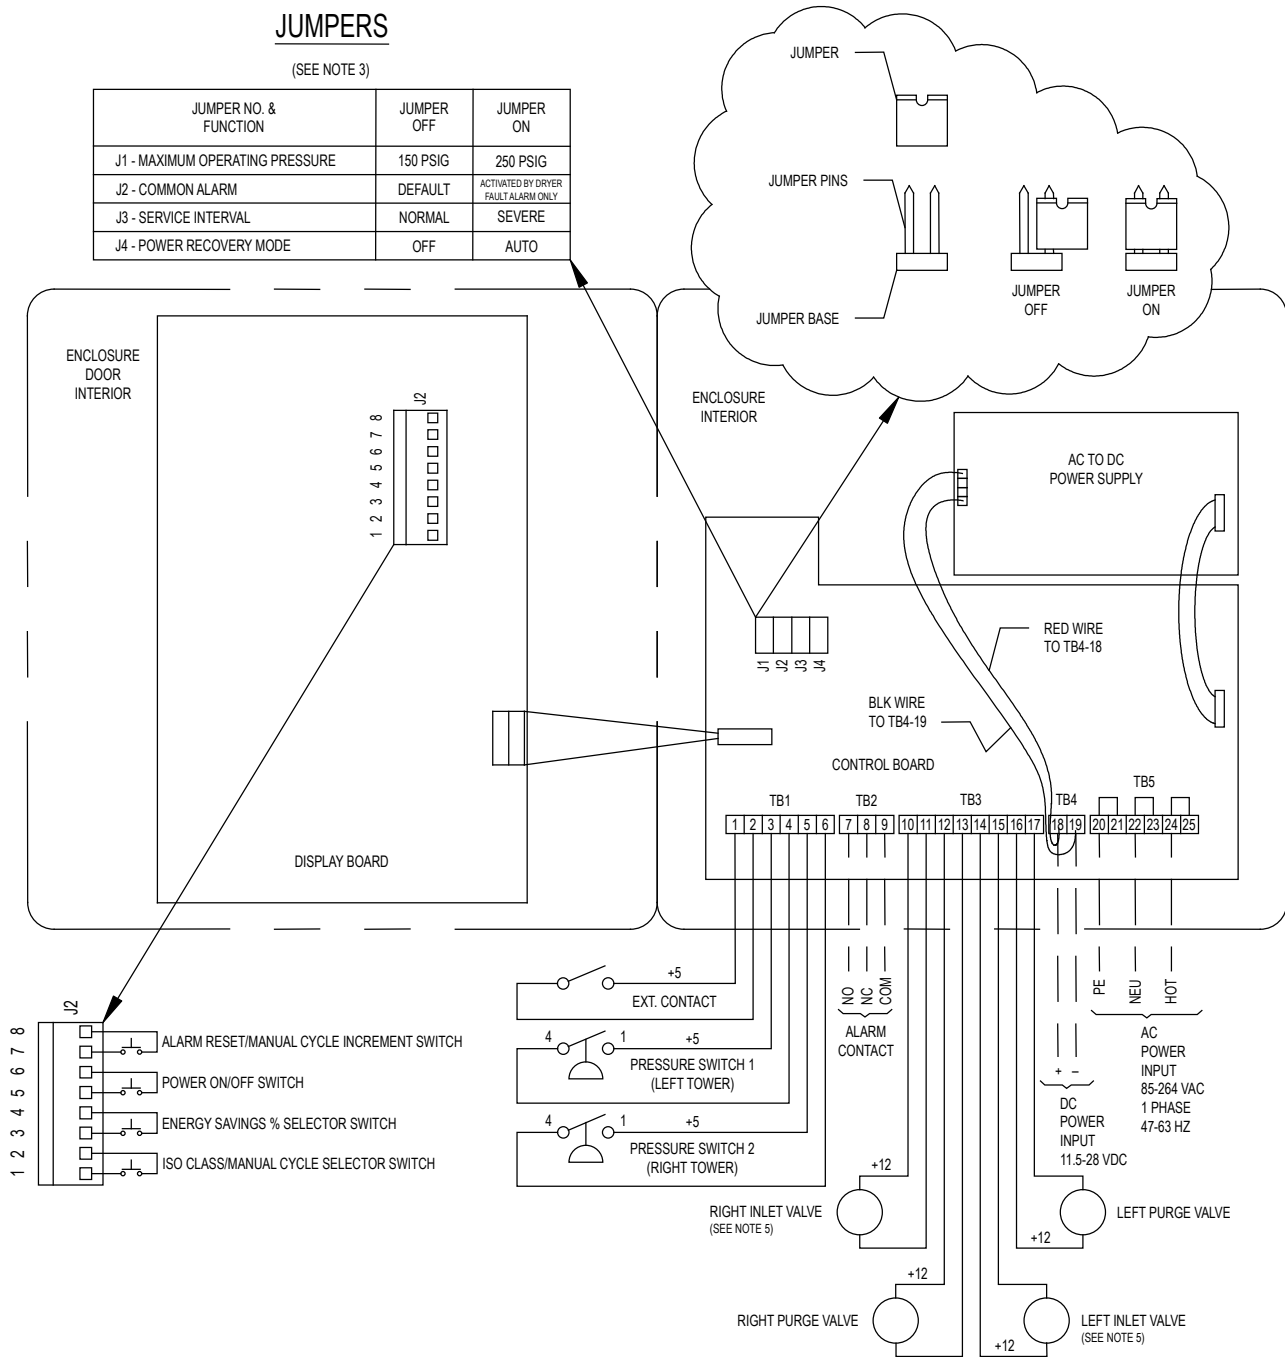 JUMPERS
(SEE NOTE 3)
JUMPER NO. &
FUNCTION
JUMPER
OFF
JUMPER
ON
J1 - MAXIMUM OPERATING PRESSURE
150 PSIG
250 PSIG
J2 - COMMON ALARM
DEFAULT
ACTIVATED BY DRYER
FAULT ALARM ONLY
J3 - SERVICE INTERVAL
NORMAL
SEVERE
J4 - POWER RECOVERY MODE
OFF
AUTO
JUMPER
JUMPER PINS
JUMPER BASE
JUMPER
OFF
JUMPER
ON
ENCLOSURE
DOOR
INTERIOR
J2
1 2 3 4 5 6 7 8
DISPLAY BOARD
ENCLOSURE
INTERIOR
AC TO DC
POWER SUPPLY
RED WIRE
TO TB4-18
BLK WIRE
TO TB4-19
J1
J2
J3
J4
CONTROL BOARD
TB1
TB2
TB3
TB4
TB5
1 2 3 4 5 6 7 8 9 10 11 12 13 14 15 16 17 18 19 20 21 22 23 24 25
+5
EXT. CONTACT
4
1
+5
PRESSURE SWITCH 1
(LEFT TOWER)
4
1
+5
PRESSURE SWITCH 2
(RIGHT TOWER)
NO
NC
COM
ALARM
CONTACT
+ –
DC
POWER
INPUT
11.5-28 VDC
PE
NEU
HOT
AC
POWER
INPUT
85-264 VAC
1 PHASE
47-63 HZ
J2
1 2 3 4 5 6 7 8
ALARM RESET/MANUAL CYCLE INCREMENT SWITCH
POWER ON/OFF SWITCH
ENERGY SAVINGS % SELECTOR SWITCH
ISO CLASS/MANUAL CYCLE SELECTOR SWITCH
+12
RIGHT INLET VALVE
(SEE NOTE 5)
LEFT PURGE VALVE
+12
+12
RIGHT PURGE VALVE
LEFT INLET VALVE
(SEE NOTE 5)
+12